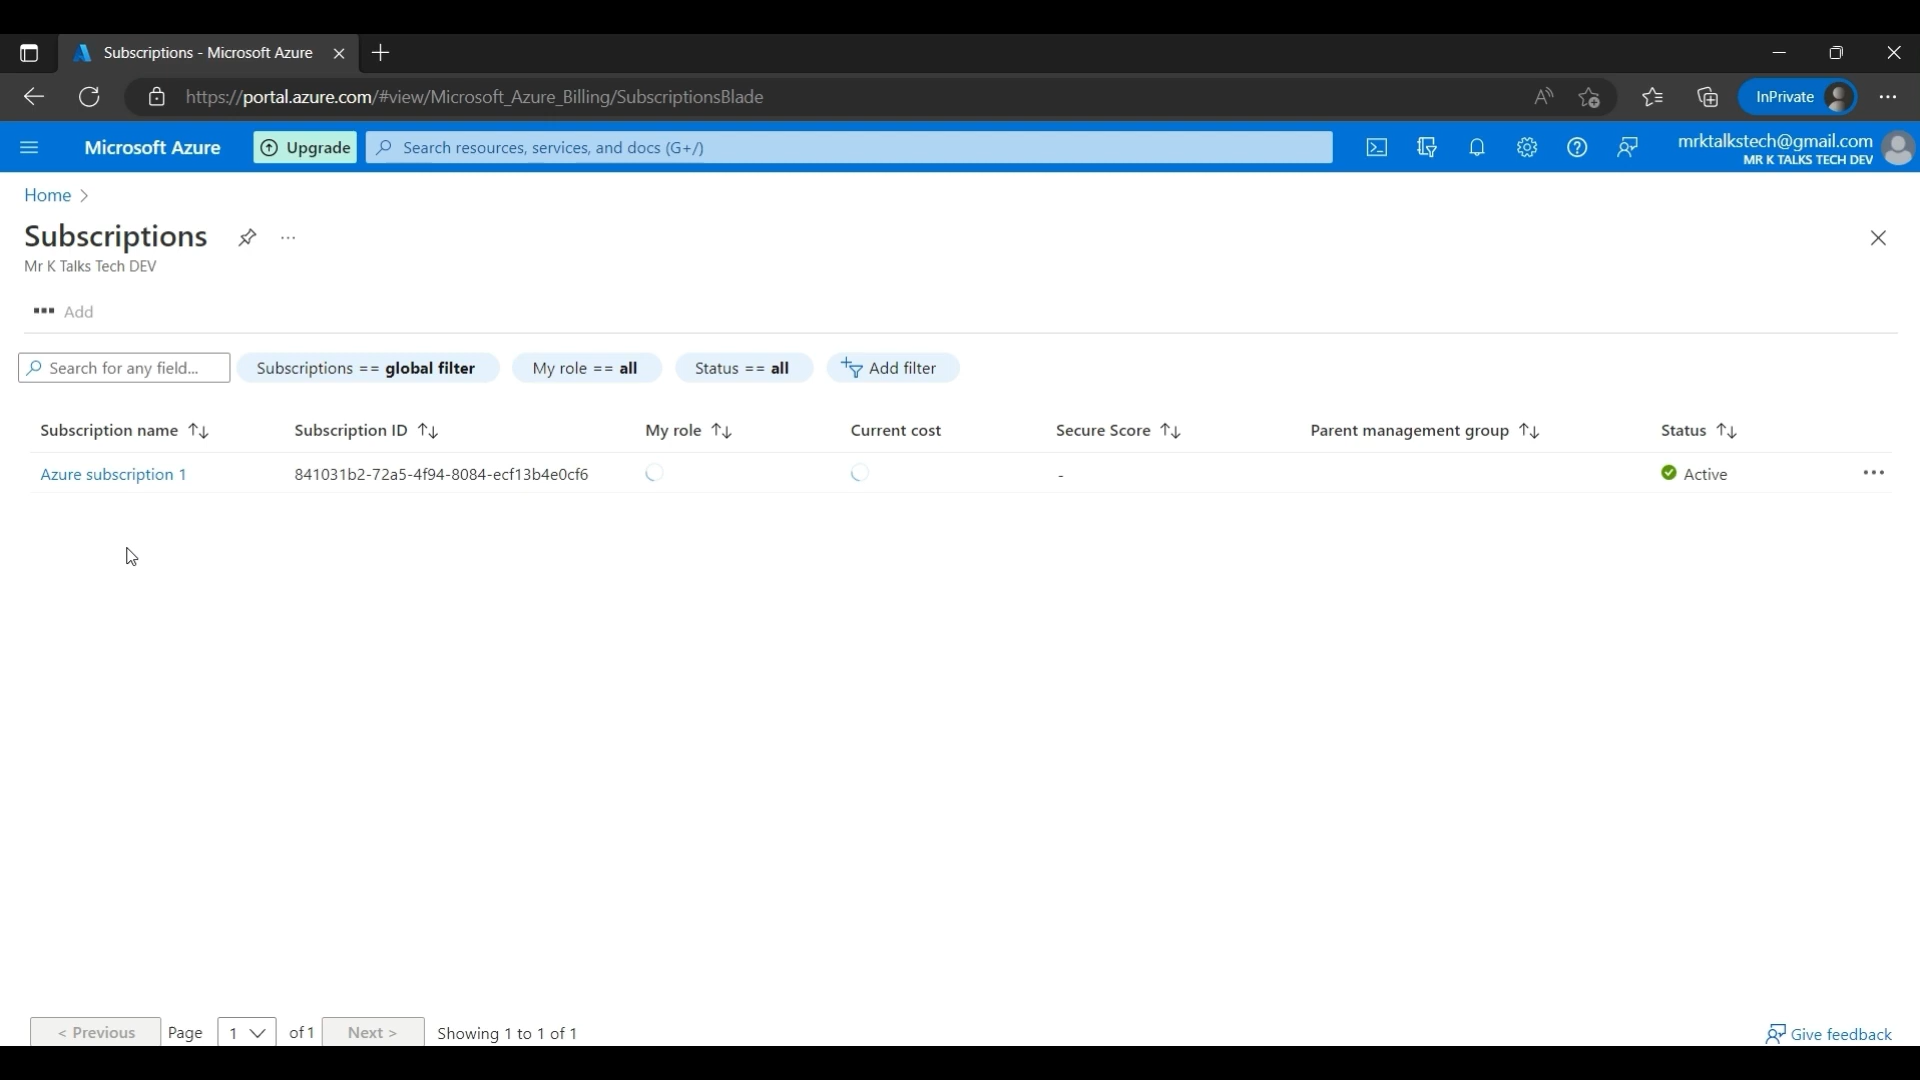 Subscriptions - Microsoft Azure
https://portal.azure.com/#view/Microsoft_Azure_Billing/SubscriptionsBlade
InPrivate
Microsoft Azure
Upgrade
Search resources, services, and docs (G+/)
mrktalkstech@gmail.com
MR K TALKS TECH DEV
Home >
Subscriptions
Mr K Talks Tech DEV
Add
Search for any field...
Subscriptions == global filter
My role == all
Status == all
Add filter
Subscription name
Subscription ID
My role
Current cost
Secure Score
Parent management group
Status
Azure subscription 1
841031b2-72a5-4f94-8084-ecf13b4e0cf6
-
Active
< Previous
Page
1
of 1
Next >
Showing 1 to 1 of 1
Give feedback